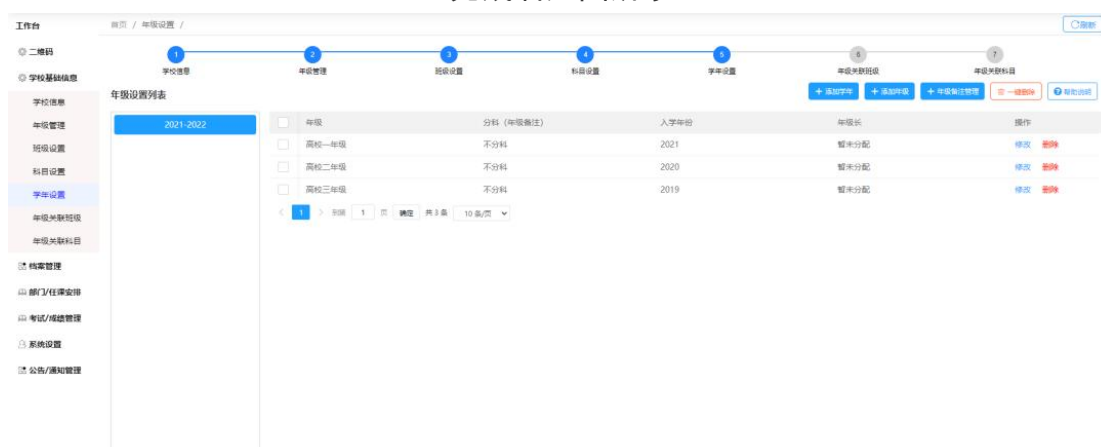 工作台
首页 / 年级设置 /
刷新
二维码
学校基础信息
学校信息
年级管理
班级设置
科目设置
学年设置
年级关联班级
年级关联科目
档案管理
部门/任课安排
考试/成绩管理
系统设置
公告/通知管理
1 2 3 4 5 6 7
学校信息 年级管理 班级设置 科目设置 学年设置 年级关联班级 年级关联科目
年级设置列表
+ 添加学年 + 添加年级 + 年级备注管理 一键删除 帮助说明
2021-2022
年级 分科（年级备注） 入学年份 年级长 操作
高校一年级 不分科 2021 暂未分配 修改 删除
高校二年级 不分科 2020 暂未分配 修改 删除
高校三年级 不分科 2019 暂未分配 修改 删除
< 1 > 到第 1 页 确定 共 3 条 10 条/页